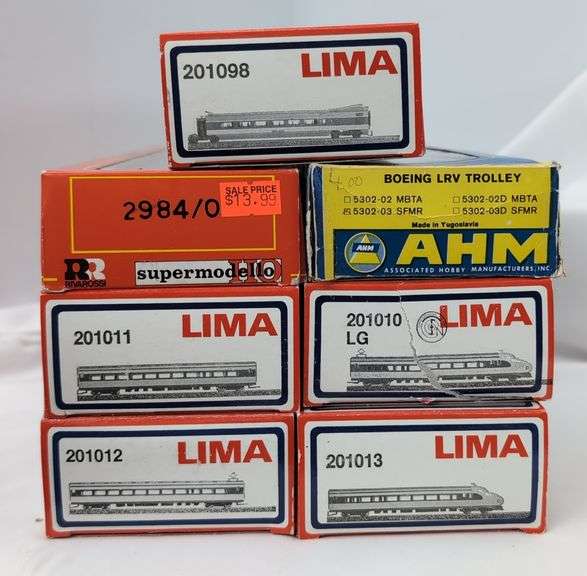 201098 LIMA
2984/0
SALE PRICE
$13.99
RR
RIVAROSSI
supermodello HO
4.00
BOEING LRV TROLLEY
5302-02 MBTA 5302-02D MBTA
5302-03 SFMR 5302-03D SFMR
Made in Yugoslavia
AHM AHM
ASSOCIATED HOBBY MANUFACTURERS, INC
201011 LIMA
201010 LIMA
LG
201012 LIMA
201013 LIMA